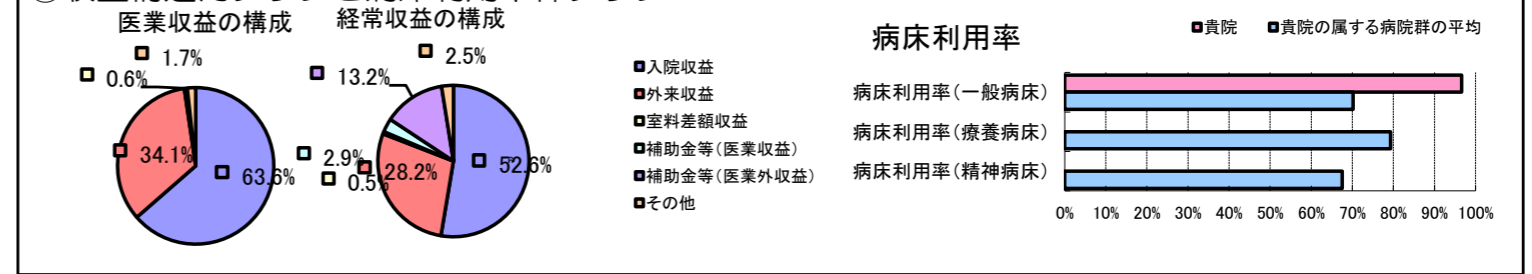 医業収益の構成
1.7%
0.6%
34.1%
63.6%
経常収益の構成
2.5%
13.2%
2.9%
0.5%
28.2%
52.6%
入院収益
外来収益
室料差額収益
補助金等(医業収益)
補助金等(医業外収益)
その他
病床利用率
貴院 貴院の属する病院群の平均
病床利用率(一般病床)
病床利用率(療養病床)
病床利用率(精神病床)
0% 10% 20% 30% 40% 50% 60% 70% 80% 90% 100%